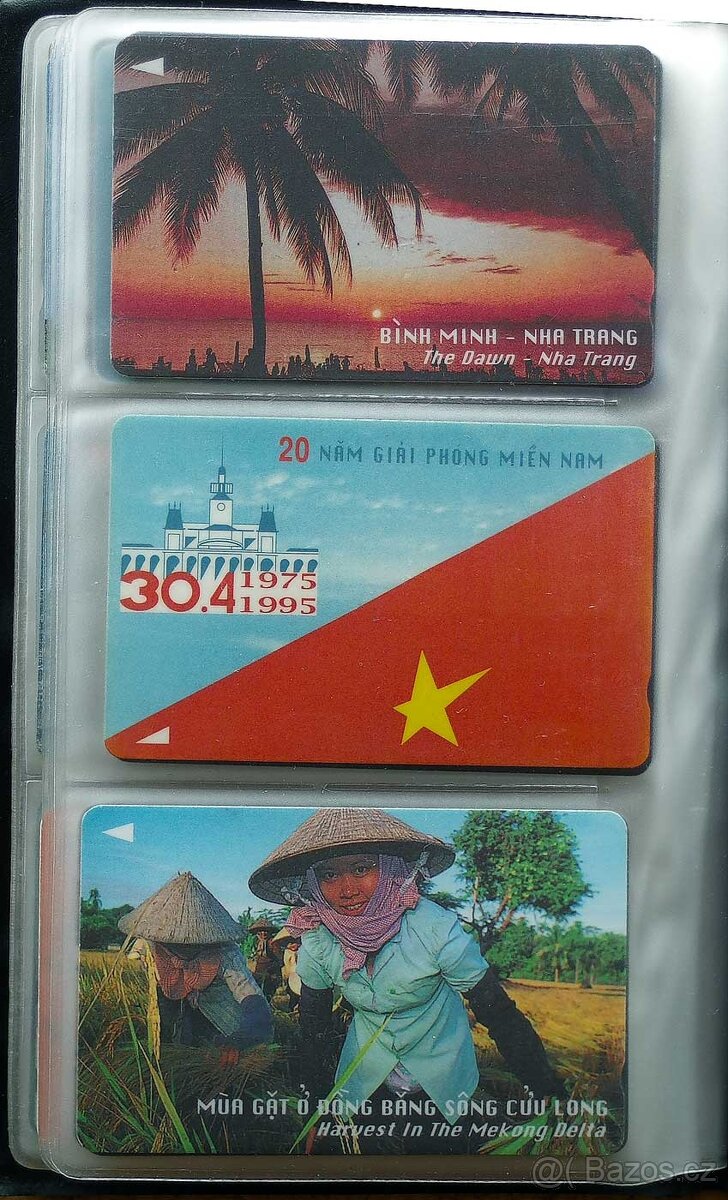 BÌNH MINH - NHA TRANG
The Dawn - Nha Trang
20 NĂM GIẢI PHÓNG MIỀN NAM
30.4 1975
1995
MÙA GẶT Ở ĐỒNG BẰNG SÔNG CỬU LONG
Harvest In The Mekong Delta
@( Bazos.cz